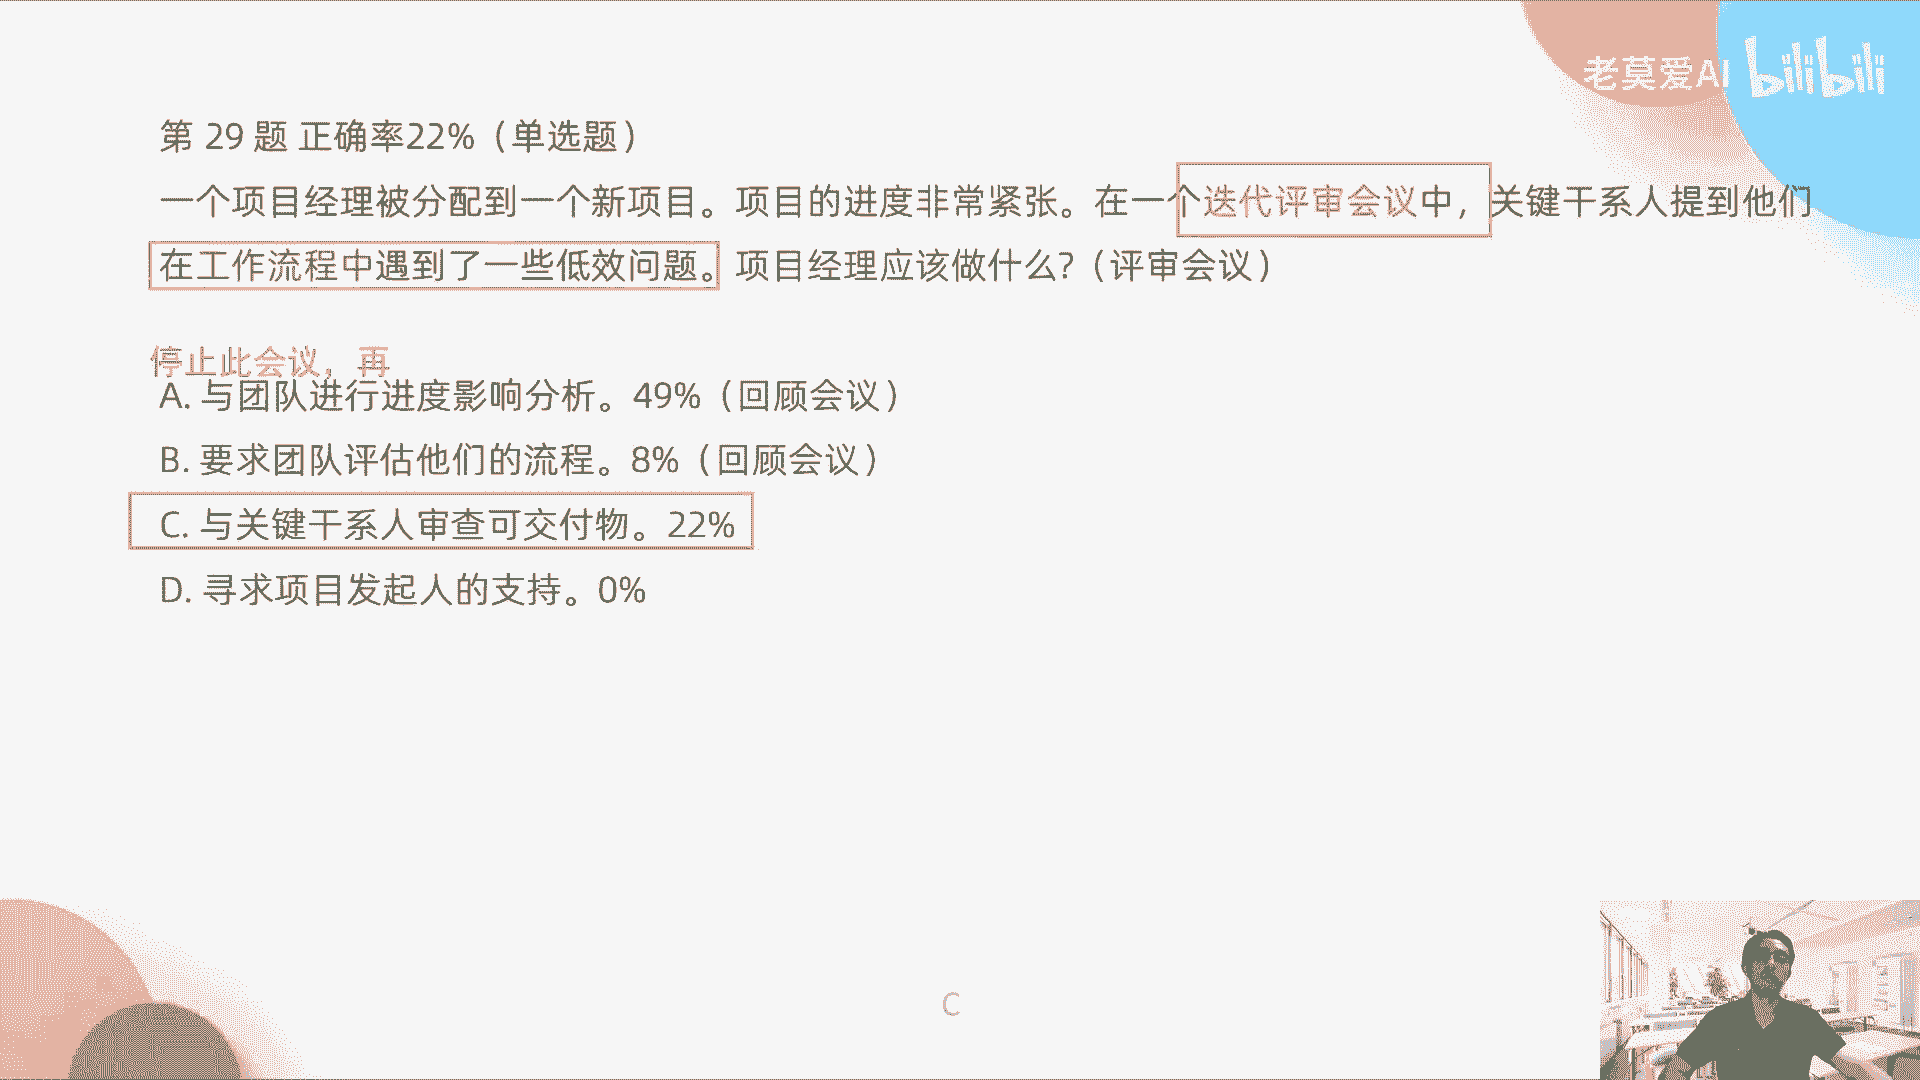 老莫爱AI bilibili
第 29 题 正确率22%（单选题）
一个项目经理被分配到一个新项目。项目的进度非常紧张。在一个迭代评审会议中，关键干系人提到他们
在工作流程中遇到了一些低效问题。项目经理应该做什么?（评审会议）
停止此会议，再
A. 与团队进行进度影响分析。49%（回顾会议）
B. 要求团队评估他们的流程。8%（回顾会议）
C. 与关键干系人审查可交付物。22%
D. 寻求项目发起人的支持。0%
C